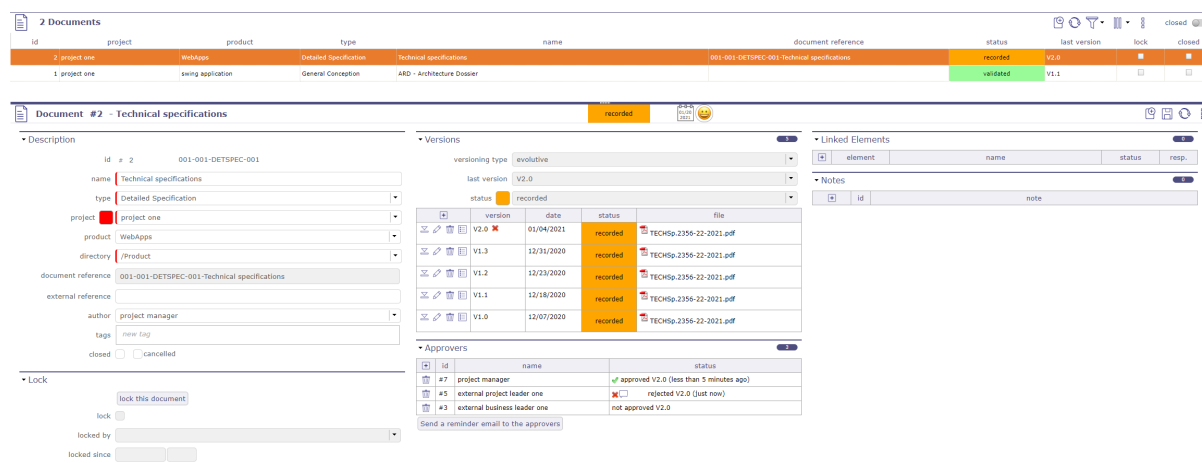 2 Documents
closed
id project product type name document reference status last version lock closed
2 project one WebApps Detailed Specification Technical specifications 001-001-DETSPEC-001-Technical specifications recorded V2.0
1 project one swing application General Conception ARD - Architecture Dossier validated V1.1
Document #2 - Technical specifications
recorded
01/20
2021
Description
id # 2 001-001-DETSPEC-001
name Technical specifications
type Detailed Specification
project project one
product WebApps
directory /Product
document reference 001-001-DETSPEC-001-Technical specifications
external reference
author project manager
tags new tag
closed cancelled
Lock
lock this document
lock
locked by
locked since
Versions 5
versioning type evolutive
last version V2.0
status recorded
version date status file
V2.0 01/04/2021 recorded TECHSp.2356-22-2021.pdf
V1.3 12/31/2020 recorded TECHSp.2356-22-2021.pdf
V1.2 12/23/2020 recorded TECHSp.2356-22-2021.pdf
V1.1 12/18/2020 recorded TECHSp.2356-22-2021.pdf
V1.0 12/07/2020 recorded TECHSp.2356-22-2021.pdf
Approvers 3
id name status
#7 project manager approved V2.0 (less than 5 minutes ago)
#5 external project leader one rejected V2.0 (just now)
#3 external business leader one not approved V2.0
Send a reminder email to the approvers
Linked Elements 0
element name status resp.
Notes 0
id note